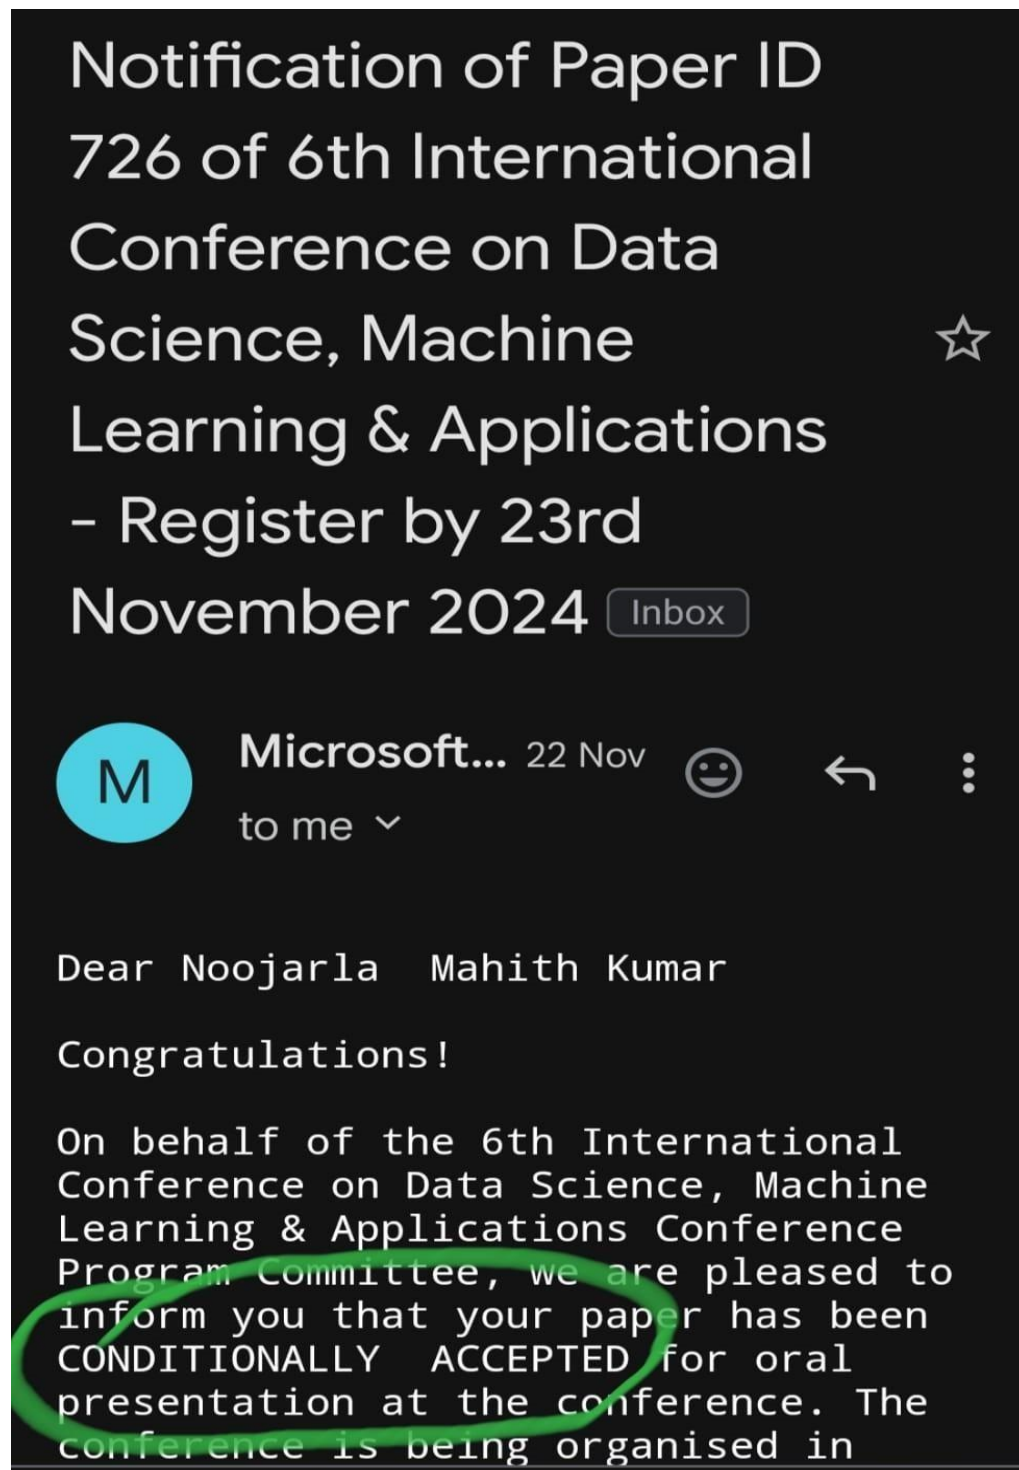 Notification of Paper ID
726 of 6th International
Conference on Data
Science, Machine
Learning & Applications
- Register by 23rd
November 2024 Inbox
M
Microsoft... 22 Nov
to me
Dear Noojarla  Mahith Kumar
Congratulations!
On behalf of the 6th International
Conference on Data Science, Machine
Learning & Applications Conference
Program Committee, we are pleased to
inform you that your paper has been
CONDITIONALLY  ACCEPTED for oral
presentation at the conference. The
conference is being organised in